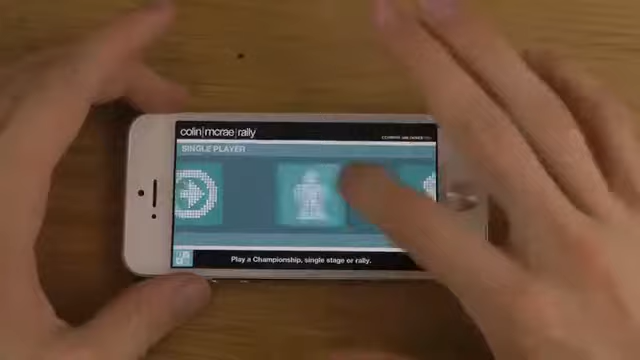 colin|mcrae|rally
SINGLE PLAYER
Play a Championship, single stage or rally.